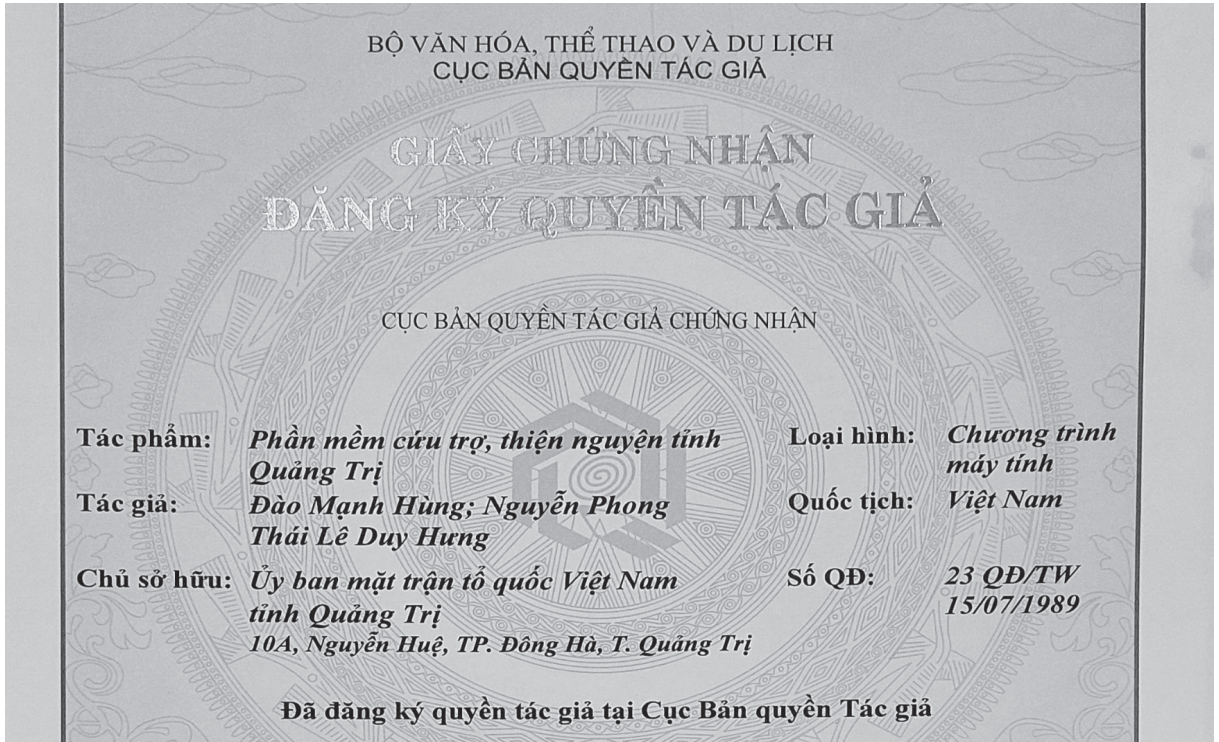 BỘ VĂN HÓA, THỂ THAO VÀ DU LỊCH
CỤC BẢN QUYỀN TÁC GIẢ
GIẤY CHỨNG NHẬN
ĐĂNG KÝ QUYỀN TÁC GIẢ
CỤC BẢN QUYỀN TÁC GIẢ CHỨNG NHẬN
Tác phẩm: Phần mềm cứu trợ, thiện nguyện tỉnh
Quảng Trị
Loại hình: Chương trình
máy tính
Tác giả: Đào Mạnh Hùng; Nguyễn Phong
Thái Lê Duy Hưng
Quốc tịch: Việt Nam
Chủ sở hữu: Ủy ban mặt trận tổ quốc Việt Nam
tỉnh Quảng Trị
10A, Nguyễn Huệ, TP. Đông Hà, T. Quảng Trị
Số QĐ: 23 QĐ/TW
15/07/1989
Đã đăng ký quyền tác giả tại Cục Bản quyền Tác giả